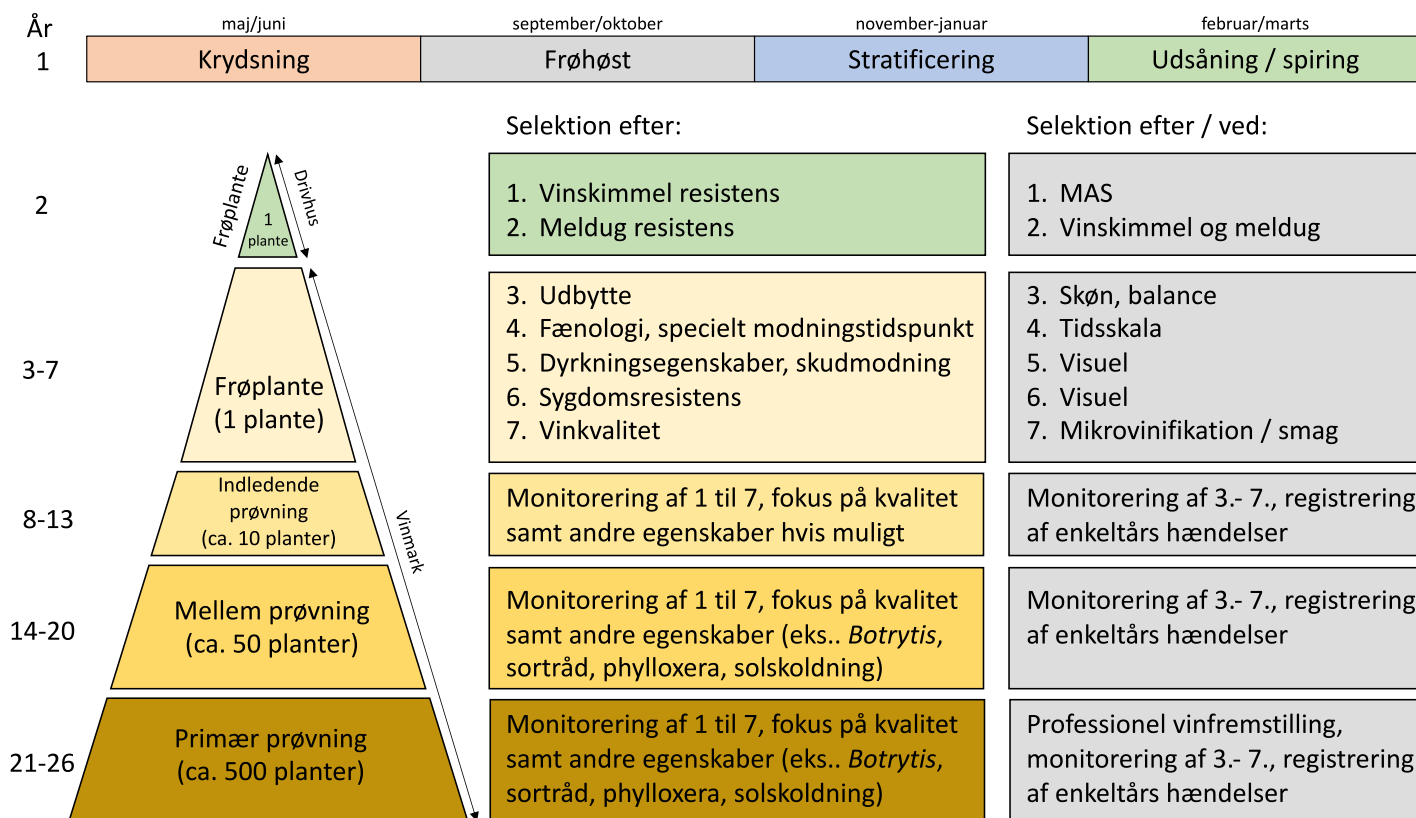 År
maj/juni
september/oktober
november-januar
februar/marts
1
Krydsning
Frøhøst
Stratificering
Udsåning / spiring
Selektion efter:
Selektion efter / ved:
2
Frøplante
1
plante
Drivhus
1. Vinskimmel resistens
2. Meldug resistens
1. MAS
2. Vinskimmel og meldug
3-7
Frøplante
(1 plante)
3. Udbytte
4. Fænologi, specielt modningstidspunkt
5. Dyrkningsegenskaber, skudmodning
6. Sygdomsresistens
7. Vinkvalitet
3. Skøn, balance
4. Tidsskala
5. Visuel
6. Visuel
7. Mikrovinifikation / smag
Vinmark
8-13
Indledende
prøvning
(ca. 10 planter)
Monitorering af 1 til 7, fokus på kvalitet
samt andre egenskaber hvis muligt
Monitorering af 3.- 7., registrering
af enkeltårs hændelser
14-20
Mellem prøvning
(ca. 50 planter)
Monitorering af 1 til 7, fokus på kvalitet
samt andre egenskaber (eks.. Botrytis,
sortråd, phylloxera, solskoldning)
Monitorering af 3.- 7., registrering
af enkeltårs hændelser
21-26
Primær prøvning
(ca. 500 planter)
Monitorering af 1 til 7, fokus på kvalitet
samt andre egenskaber (eks.. Botrytis,
sortråd, phylloxera, solskoldning)
Professionel vinfremstilling,
monitorering af 3.- 7., registrering
af enkeltårs hændelser